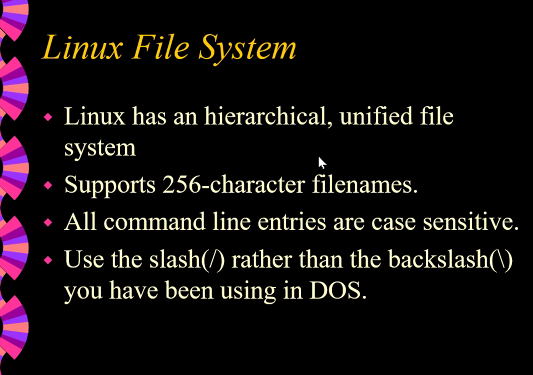 Linux File System
Linux has an hierarchical, unified file
system
Supports 256-character filenames.
All command line entries are case sensitive.
Use the slash(/) rather than the backslash(\)
you have been using in DOS.